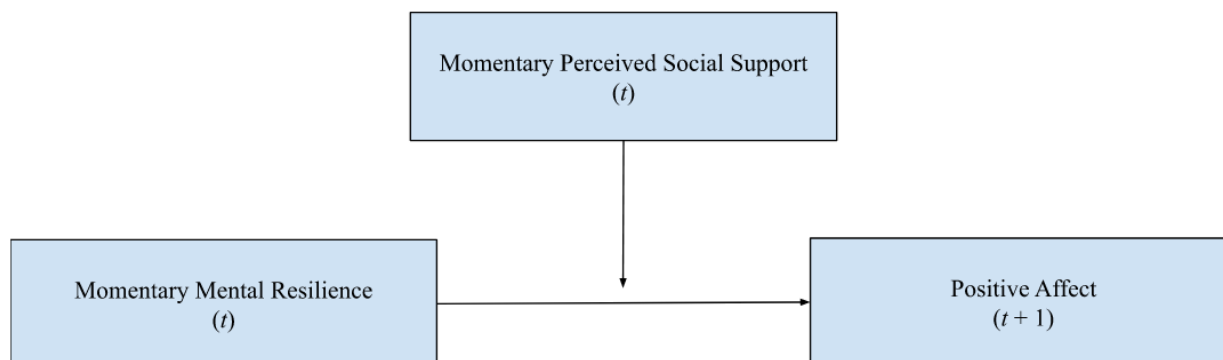 Momentary Perceived Social Support
(t)
Momentary Mental Resilience
(t)
Positive Affect
(t + 1)